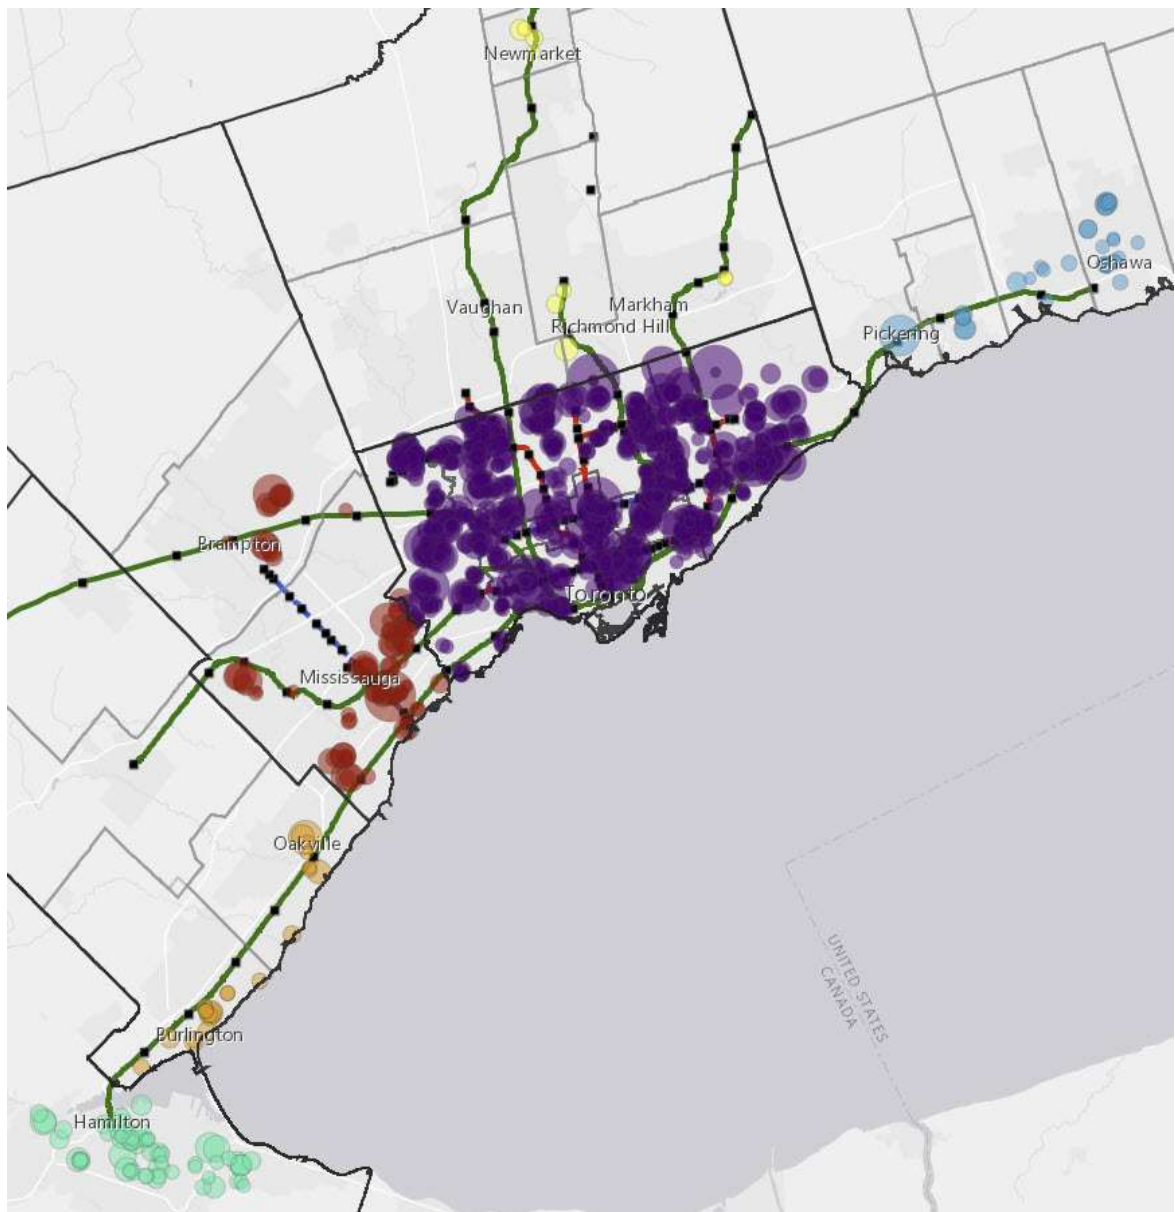 Newmarket
Vaughan
Markham
Richmond Hill
Oshawa
Pickering
Brampton
Toronto
Mississauga
Oakville
UNITED STATES
CANADA
Burlington
Hamilton